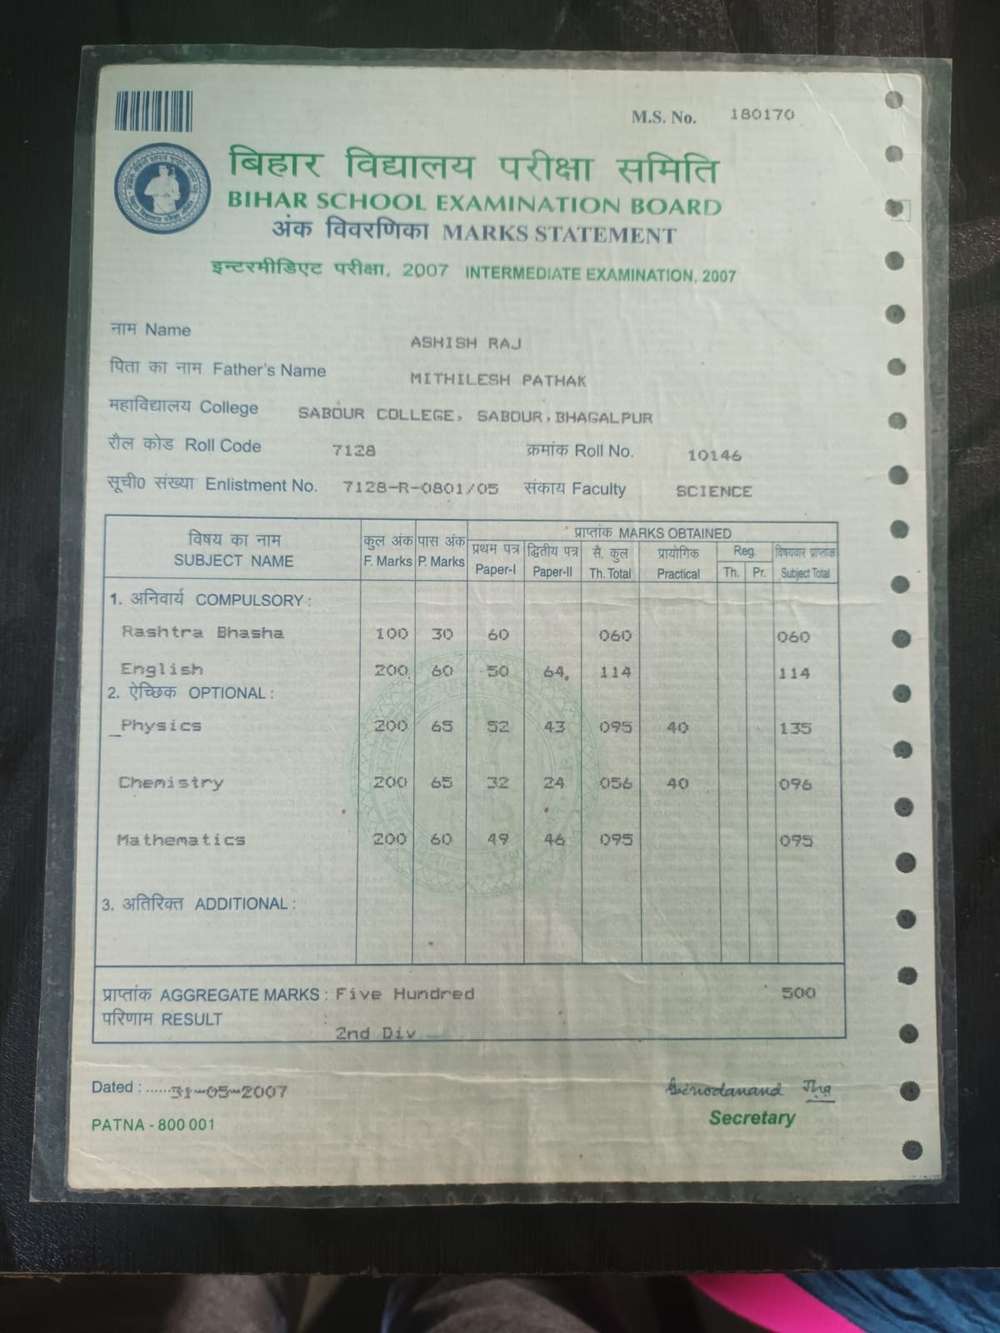 M.S. No. 180170
बिहार विद्यालय परीक्षा समिति
BIHAR SCHOOL EXAMINATION BOARD
अंक विवरणिका MARKS STATEMENT
इन्टरमीडिएट परीक्षा, 2007 INTERMEDIATE EXAMINATION, 2007
नाम Name ASHISH RAJ
पिता का नाम Father's Name MITHILESH PATHAK
महाविद्यालय College SABOUR COLLEGE, SABOUR,BHAGALPUR
रौल कोड Roll Code 7128 क्रमांक Roll No. 10146
सूची० संख्या Enlistment No. 7128-R-0801/05 संकाय Faculty SCIENCE
विषय का नाम कुल अंक पास अंक प्राप्तांक MARKS OBTAINED
SUBJECT NAME F. Marks P. Marks प्रथम पत्र द्वितीय पत्र सै. कुल प्रायोगिक Reg. विषयवार प्राप्तांक
Paper-I Paper-II Th. Total Practical Th. Pr. Subject Total
1. अनिवार्य COMPULSORY :
Rashtra Bhasha 100 30 60 060 060
English 200 60 50 64 114 114
2. ऐच्छिक OPTIONAL :
Physics 200 65 52 43 095 40 135
Chemistry 200 65 32 24 056 40 096
Mathematics 200 60 49 46 095 095
3. अतिरिक्त ADDITIONAL :
प्राप्तांक AGGREGATE MARKS : Five Hundred 500
परिणाम RESULT
2nd Div
Dated : ...... 31-05-2007 Binodanand Jha
PATNA - 800 001 Secretary